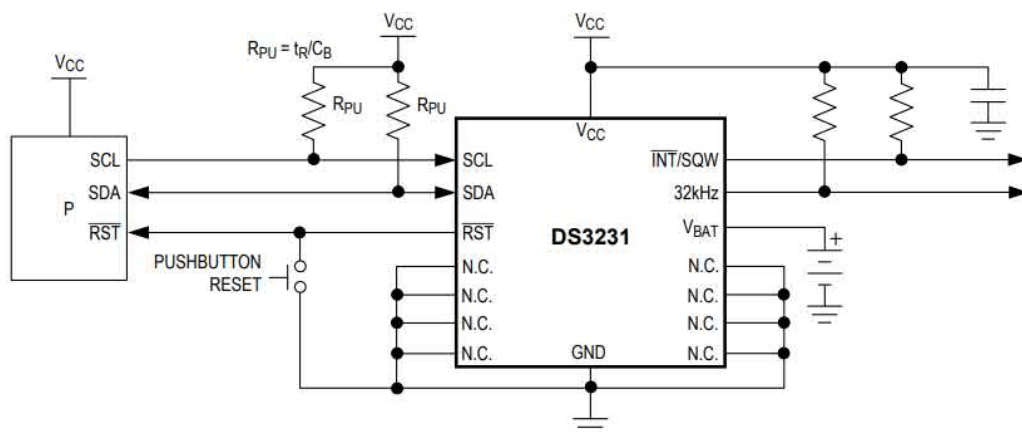 VCC
VCC
RPU = tR/CB
VCC
RPU
RPU
VCC
SCL
SCL
INT/SQW
SDA
SDA
32kHz
P
DS3231
VBAT
+
RST
RST
PUSHBUTTON
RESET
N.C.
N.C.
N.C.
N.C.
N.C.
N.C.
N.C.
GND
N.C.